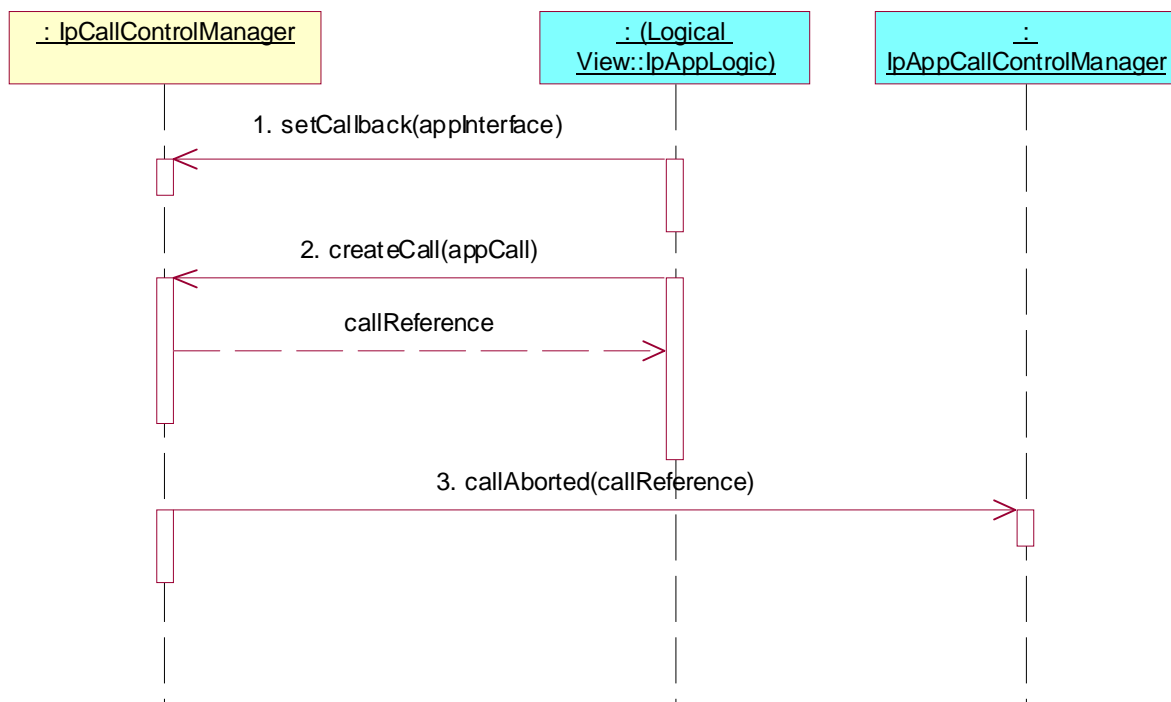 : IpCallControlManager
: (Logical
View::IpAppLogic)
:
IpAppCallControlManager
1. setCallback(appInterface)
2. createCall(appCall)
callReference
3. callAborted(callReference)